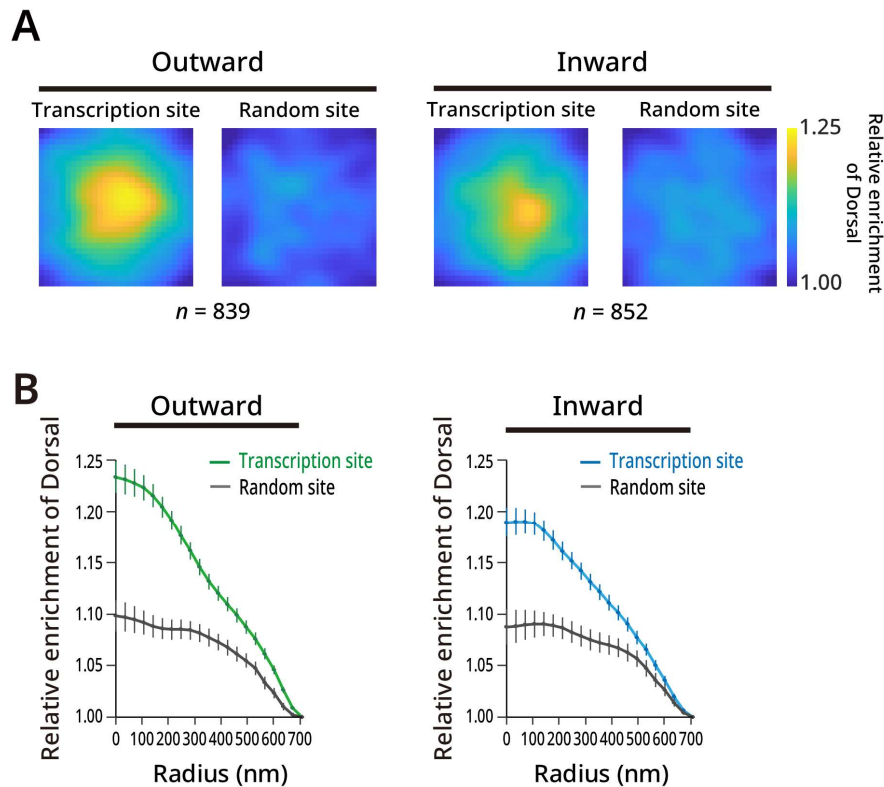 A
Outward
Inward
Transcription site
Random site
Transcription site
Random site
1.25
1.00
Relative enrichment
of Dorsal
n = 839
n = 852
B
Outward
Inward
Relative enrichment of Dorsal
1.25
1.20
1.15
1.10
1.05
1.00
Transcription site
Random site
0 100 200 300 400 500 600 700
Radius (nm)
Relative enrichment of Dorsal
1.25
1.20
1.15
1.10
1.05
1.00
Transcription site
Random site
0 100 200 300 400 500 600 700
Radius (nm)